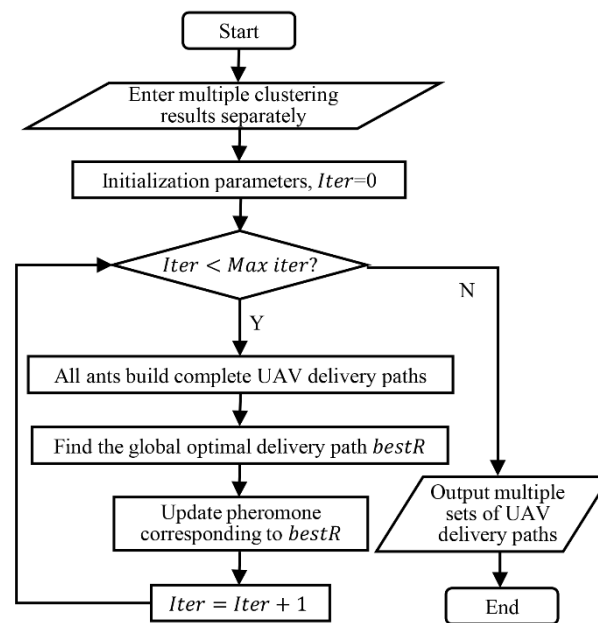 Start
Enter multiple clustering
results separately
Initialization parameters, Iter=0
Iter < Max iter?
N
Y
All ants build complete UAV delivery paths
Find the global optimal delivery path bestR
Update pheromone
corresponding to bestR
Iter = Iter + 1
Output multiple
sets of UAV
delivery paths
End